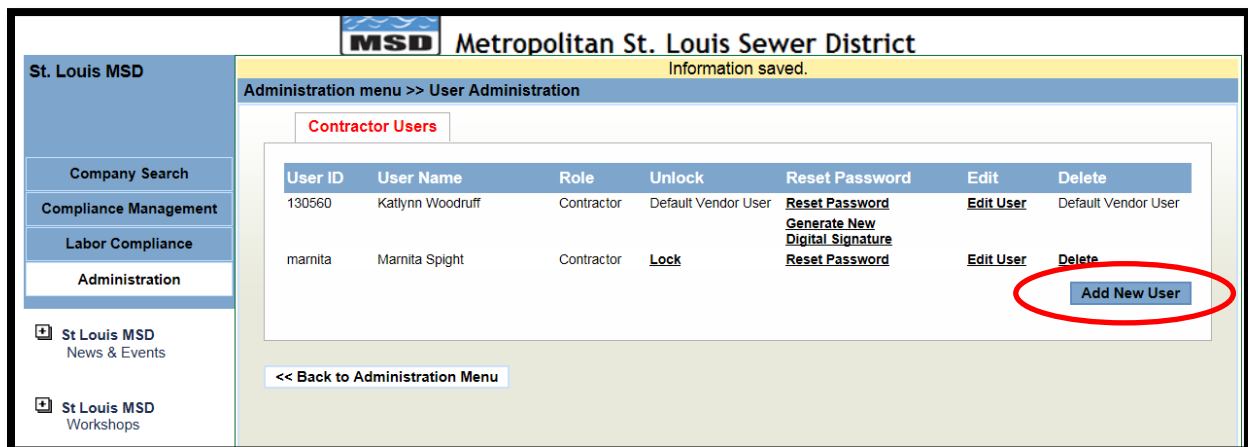 MSD Metropolitan St. Louis Sewer District
St. Louis MSD
Information saved.
Administration menu >> User Administration
Contractor Users
Company Search
Compliance Management
Labor Compliance
Administration
User ID User Name Role Unlock Reset Password Edit Delete
130560 Katlynn Woodruff Contractor Default Vendor User Reset Password Edit User Default Vendor User
Generate New
Digital Signature
marnita Marnita Spight Contractor Lock Reset Password Edit User Delete
Add New User
St Louis MSD
News & Events
<< Back to Administration Menu
St Louis MSD
Workshops